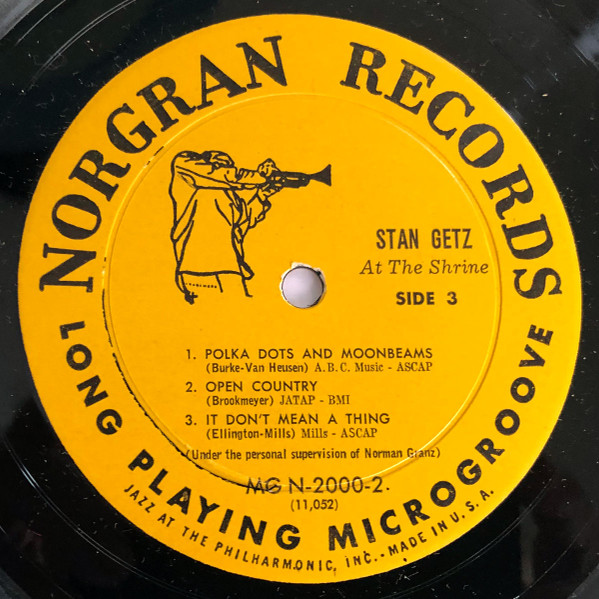 NORGRAN RECORDS
STAN GETZ
At The Shrine
SIDE 3
1. POLKA DOTS AND MOONBEAMS
(Burke-Van Heusen) A.B.C. Music - ASCAP
2. OPEN COUNTRY
(Brookmeyer) JATAP - BMI
3. IT DON'T MEAN A THING
(Ellington-Mills) Mills - ASCAP
(Under the personal supervision of Norman Granz)
MG N-2000-2.
(11,052)
LONG PLAYING MICROGROOVE
JAZZ AT THE PHILHARMONIC, INC. - MADE IN U.S.A.